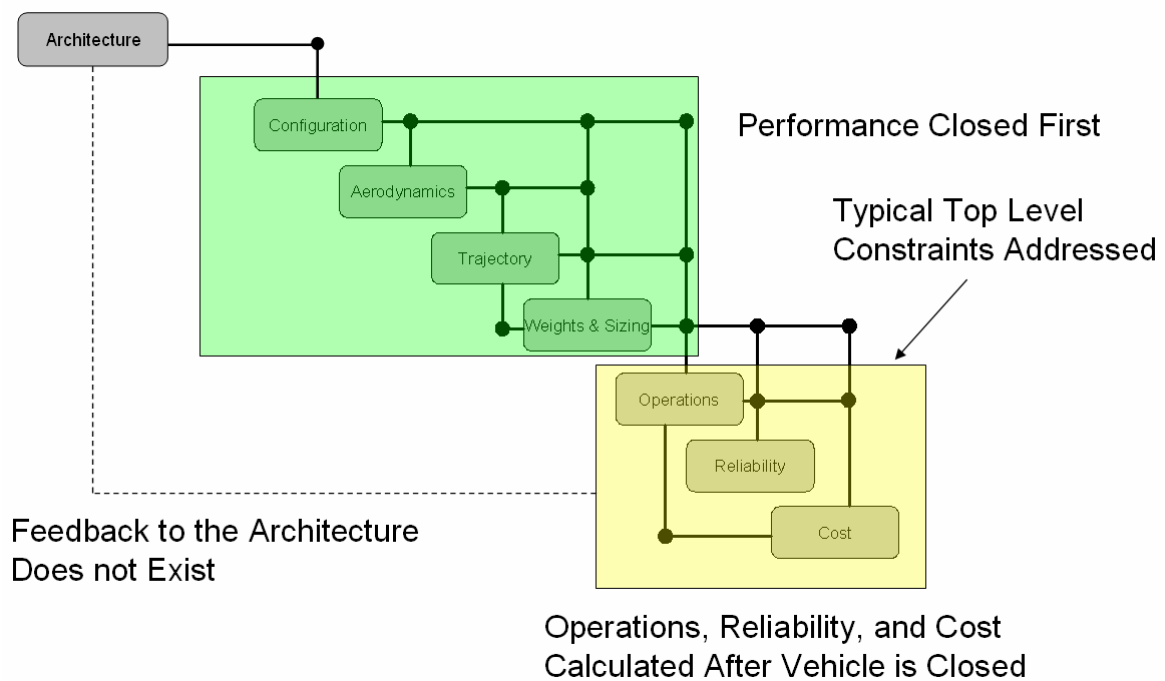 Architecture
Configuration
Performance Closed First
Aerodynamics
Typical Top Level
Constraints Addressed
Trajectory
Weights & Sizing
Operations
Reliability
Cost
Feedback to the Architecture
Does not Exist
Operations, Reliability, and Cost
Calculated After Vehicle is Closed